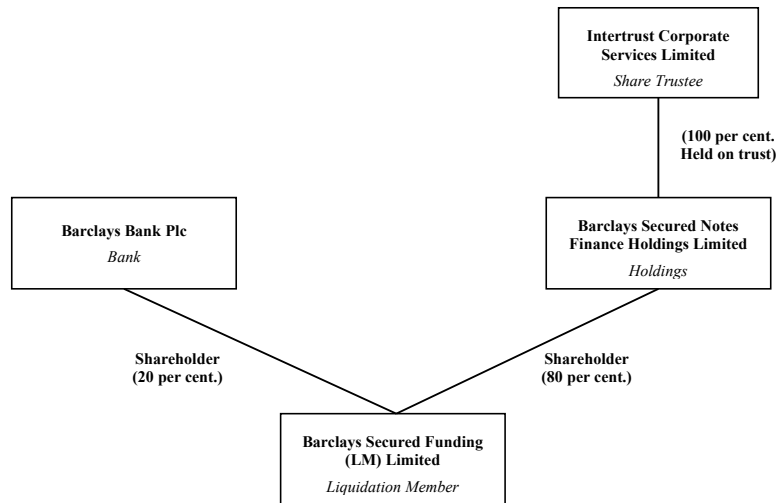 Intertrust Corporate
Services Limited
Share Trustee
(100 per cent.
Held on trust)
Barclays Bank Plc
Bank
Barclays Secured Notes
Finance Holdings Limited
Holdings
Shareholder
(20 per cent.)
Shareholder
(80 per cent.)
Barclays Secured Funding
(LM) Limited
Liquidation Member